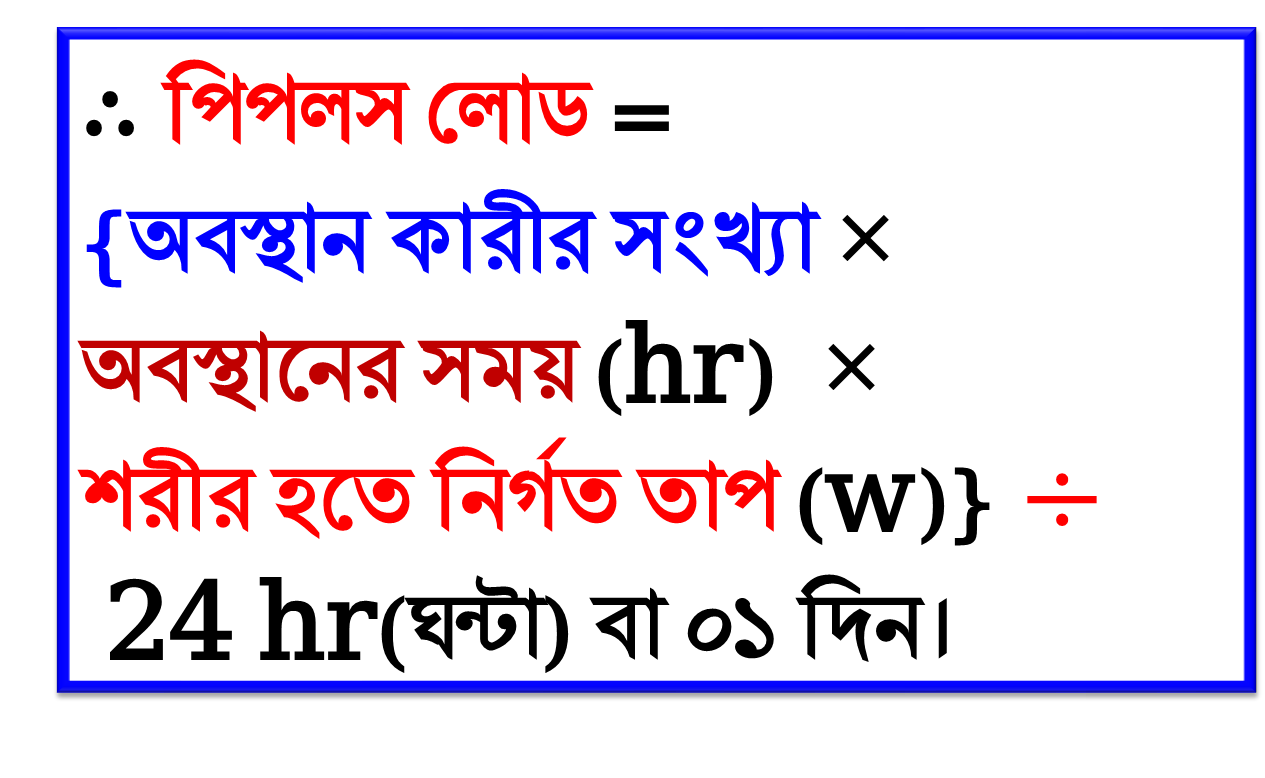 ∴ পিপলস লোড =
{অবস্থান কারীর সংখ্যা ×
অবস্থানের সময় (hr) ×
শরীর হতে নির্গত তাপ (w)} ÷
24 hr(ঘন্টা) বা ০১ দিন।